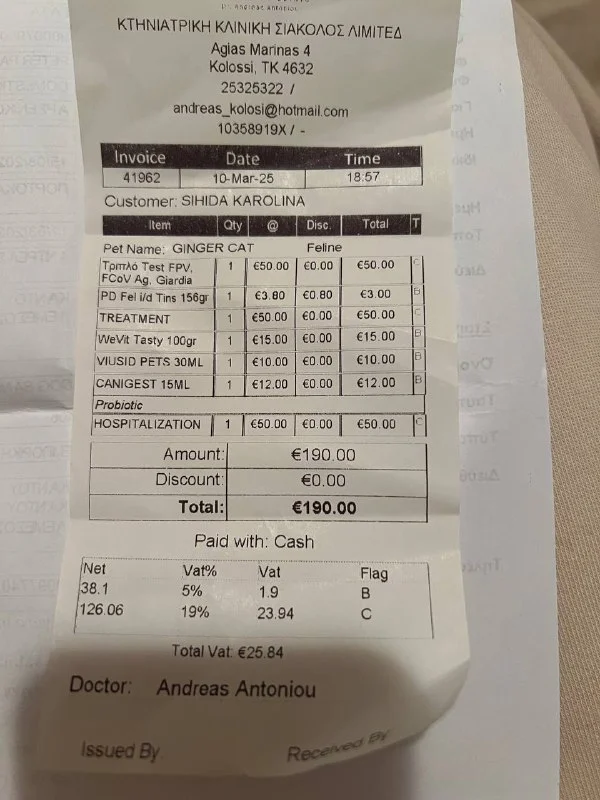 Dr. Andreas Antoniou
ΚΤΗΝΙΑΤΡΙΚΗ ΚΛΙΝΙΚΗ ΣΙΑΚΟΛΟΣ ΛΙΜΙΤΕΔ
Agias Marinas 4
Kolossi, TK 4632
25325322 /
andreas_kolosi@hotmail.com
10358919X / -
Invoice Date Time
41962 10-Mar-25 18:57
Customer: SIHIDA KAROLINA
Item Qty @ Disc. Total T
Pet Name: GINGER CAT Feline
Τριπλό Test FPV, 1 €50.00 €0.00 €50.00 C
FCoV Ag. Giardia
PD Fel i/d Tins 156gr 1 €3.80 €0.80 €3.00 B
TREATMENT 1 €50.00 €0.00 €50.00 C
WeVit Tasty 100gr 1 €15.00 €0.00 €15.00 B
VIUSID PETS 30ML 1 €10.00 €0.00 €10.00 B
CANIGEST 15ML 1 €12.00 €0.00 €12.00 B
Probiotic
HOSPITALIZATION 1 €50.00 €0.00 €50.00 C
Amount: €190.00
Discount: €0.00
Total: €190.00
Paid with: Cash
Net Vat% Vat Flag
38.1 5% 1.9 B
126.06 19% 23.94 C
Total Vat: €25.84
Doctor: Andreas Antoniou
Issued By Received By